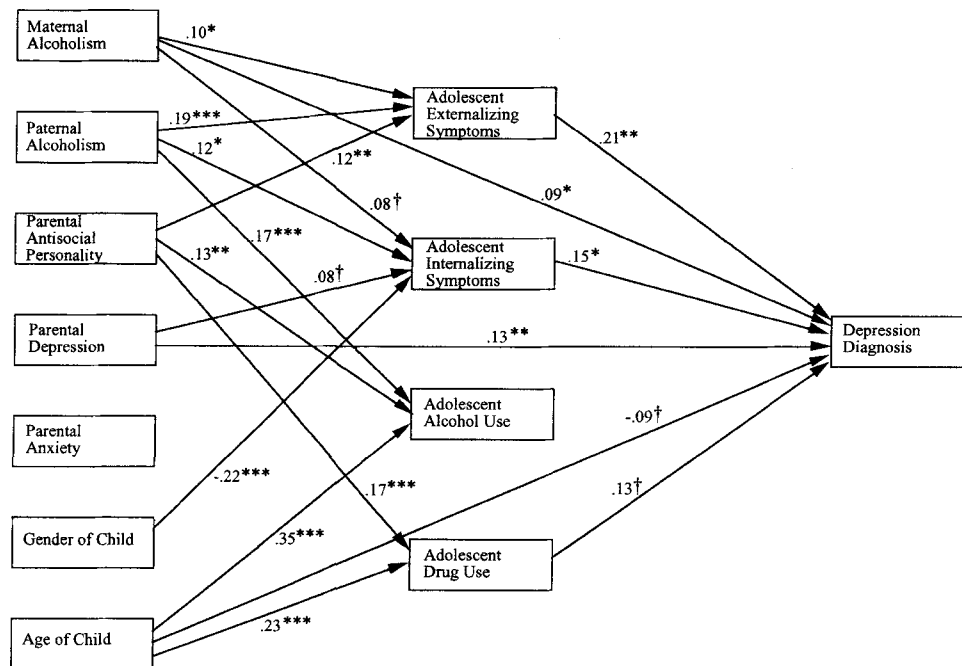 Maternal
Alcoholism
.10*
Adolescent
Externalizing
Symptoms
Paternal
Alcoholism
.19***
.12*
.12**
.21**
.09*
.08†
Parental
Antisocial
Personality
.13**
.17***
Adolescent
Internalizing
Symptoms
.15*
.08†
Parental
Depression
.13**
Depression
Diagnosis
Adolescent
Alcohol Use
-.09†
Parental
Anxiety
-.22***
.17***
.13†
Gender of Child
.35***
Adolescent
Drug Use
Age of Child
.23***